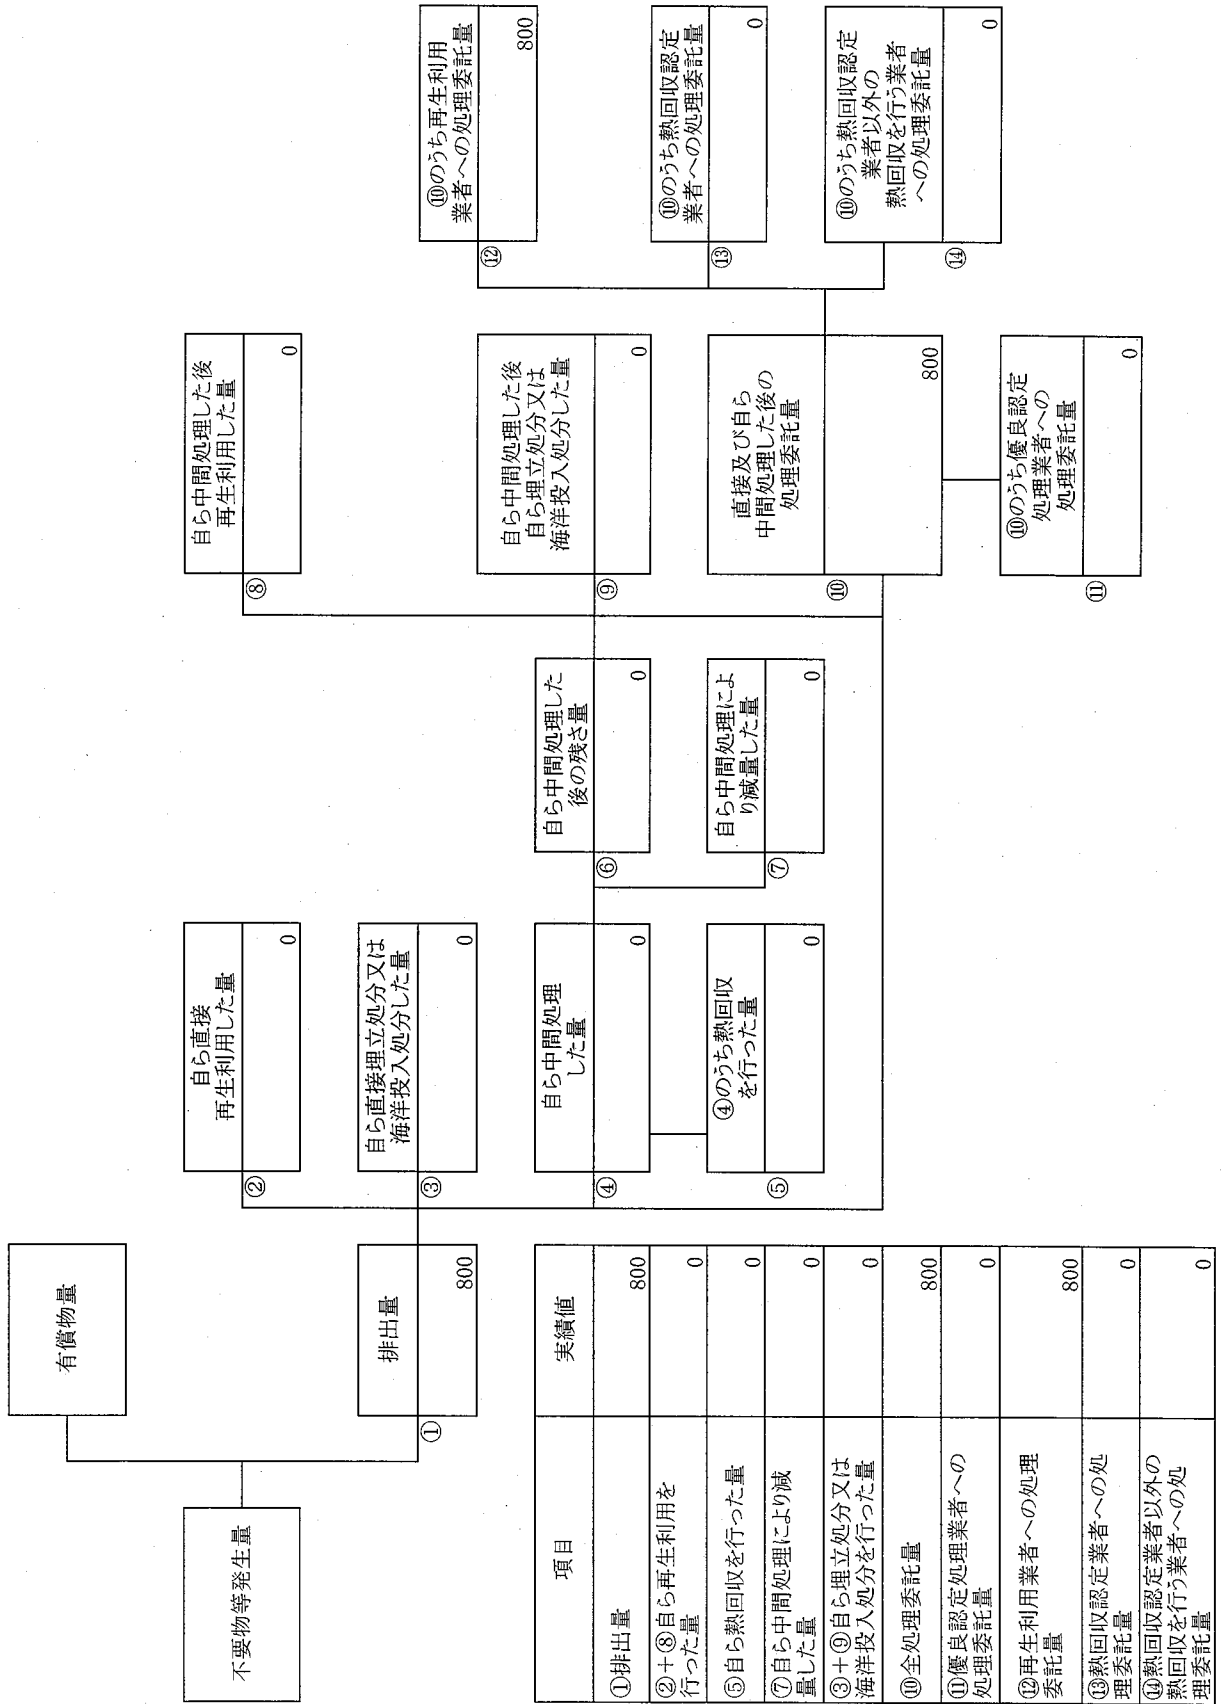 不要物等発生量
有償物量
①
排出量
800
②
自ら直接
再生利用した量
0
③
自ら直接埋立処分又は
海洋投入処分した量
0
④
自ら中間処理
した量
0
⑤
④のうち熱回収
を行った量
0
⑥
自ら中間処理した
後の残さ量
0
⑦
自ら中間処理によ
り減量した量
0
⑧
自ら中間処理した後
再生利用した量
0
⑨
自ら中間処理した後
自ら埋立処分又は
海洋投入処分した量
0
⑩
直接及び自ら
中間処理した後の
処理委託量
800
⑪
⑩のうち優良認定
処理業者への
処理委託量
0
⑫
⑩のうち再生利用
業者への処理委託量
800
⑬
⑩のうち熱回収認定
業者への処理委託量
0
⑭
⑩のうち熱回収認定
業者以外の
熱回収を行う業者
への処理委託量
0
項目 実績値
①排出量 800
②+⑧自ら再生利用を
行った量 0
⑤自ら熱回収を行った量 0
⑦自ら中間処理により減
量した量 0
③+⑨自ら埋立処分又は
海洋投入処分を行った量 0
⑩全処理委託量 800
⑪優良認定処理業者への
処理委託量 0
⑫再生利用業者への処理
委託量 800
⑬熱回収認定業者への処
理委託量 0
⑭熱回収認定業者以外の
熱回収を行う業者への処
理委託量 0